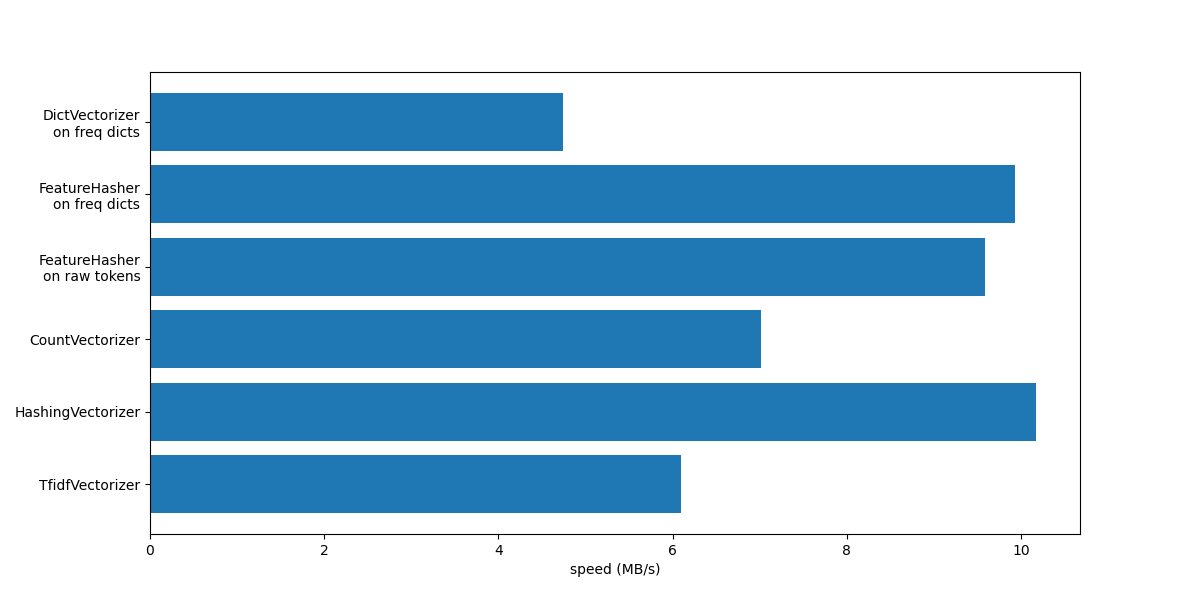 DictVectorizer
on freq dicts
FeatureHasher
on freq dicts
FeatureHasher
on raw tokens
CountVectorizer
HashingVectorizer
TfidfVectorizer
0 2 4 6 8 10
speed (MB/s)